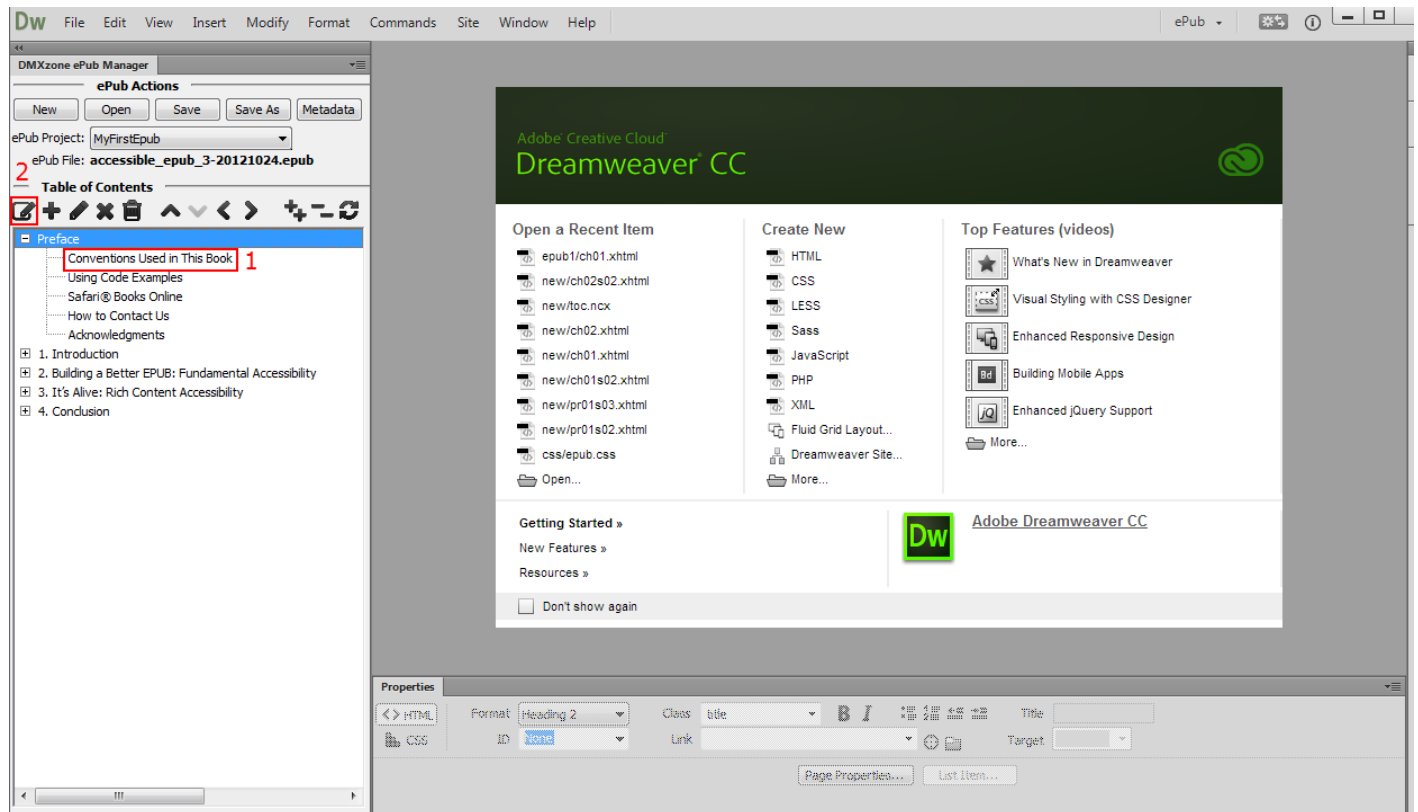 Dw File Edit View Insert Modify Format Commands Site Window Help ePub
DMXzone ePub Manager
ePub Actions
New Open Save Save As Metadata
ePub Project: MyFirstEpub
ePub File: accessible_epub_3-20121024.epub
2
Table of Contents
Preface
Conventions Used in This Book 1
Using Code Examples
Safari® Books Online
How to Contact Us
Acknowledgments
1. Introduction
2. Building a Better EPUB: Fundamental Accessibility
3. It's Alive: Rich Content Accessibility
4. Conclusion
Adobe® Creative Cloud™
Dreamweaver® CC
Open a Recent Item
epub1/ch01.xhtml
new/ch02s02.xhtml
new/toc.ncx
new/ch02.xhtml
new/ch01.xhtml
new/ch01s02.xhtml
new/pr01s03.xhtml
new/pr01s02.xhtml
css/epub.css
Open...
Create New
HTML
CSS
LESS
Sass
JavaScript
PHP
XML
Fluid Grid Layout...
Dreamweaver Site...
More...
Top Features (videos)
What's New in Dreamweaver
CSS
Visual Styling with CSS Designer
Enhanced Responsive Design
Bd
Building Mobile Apps
jQ
Enhanced jQuery Support
More...
Getting Started »
New Features »
Resources »
Dw
Adobe Dreamweaver CC
Don't show again
Properties
<> HTML Format Heading 2 Class title B I Title
CSS ID None Link Target
Page Properties... List Item...